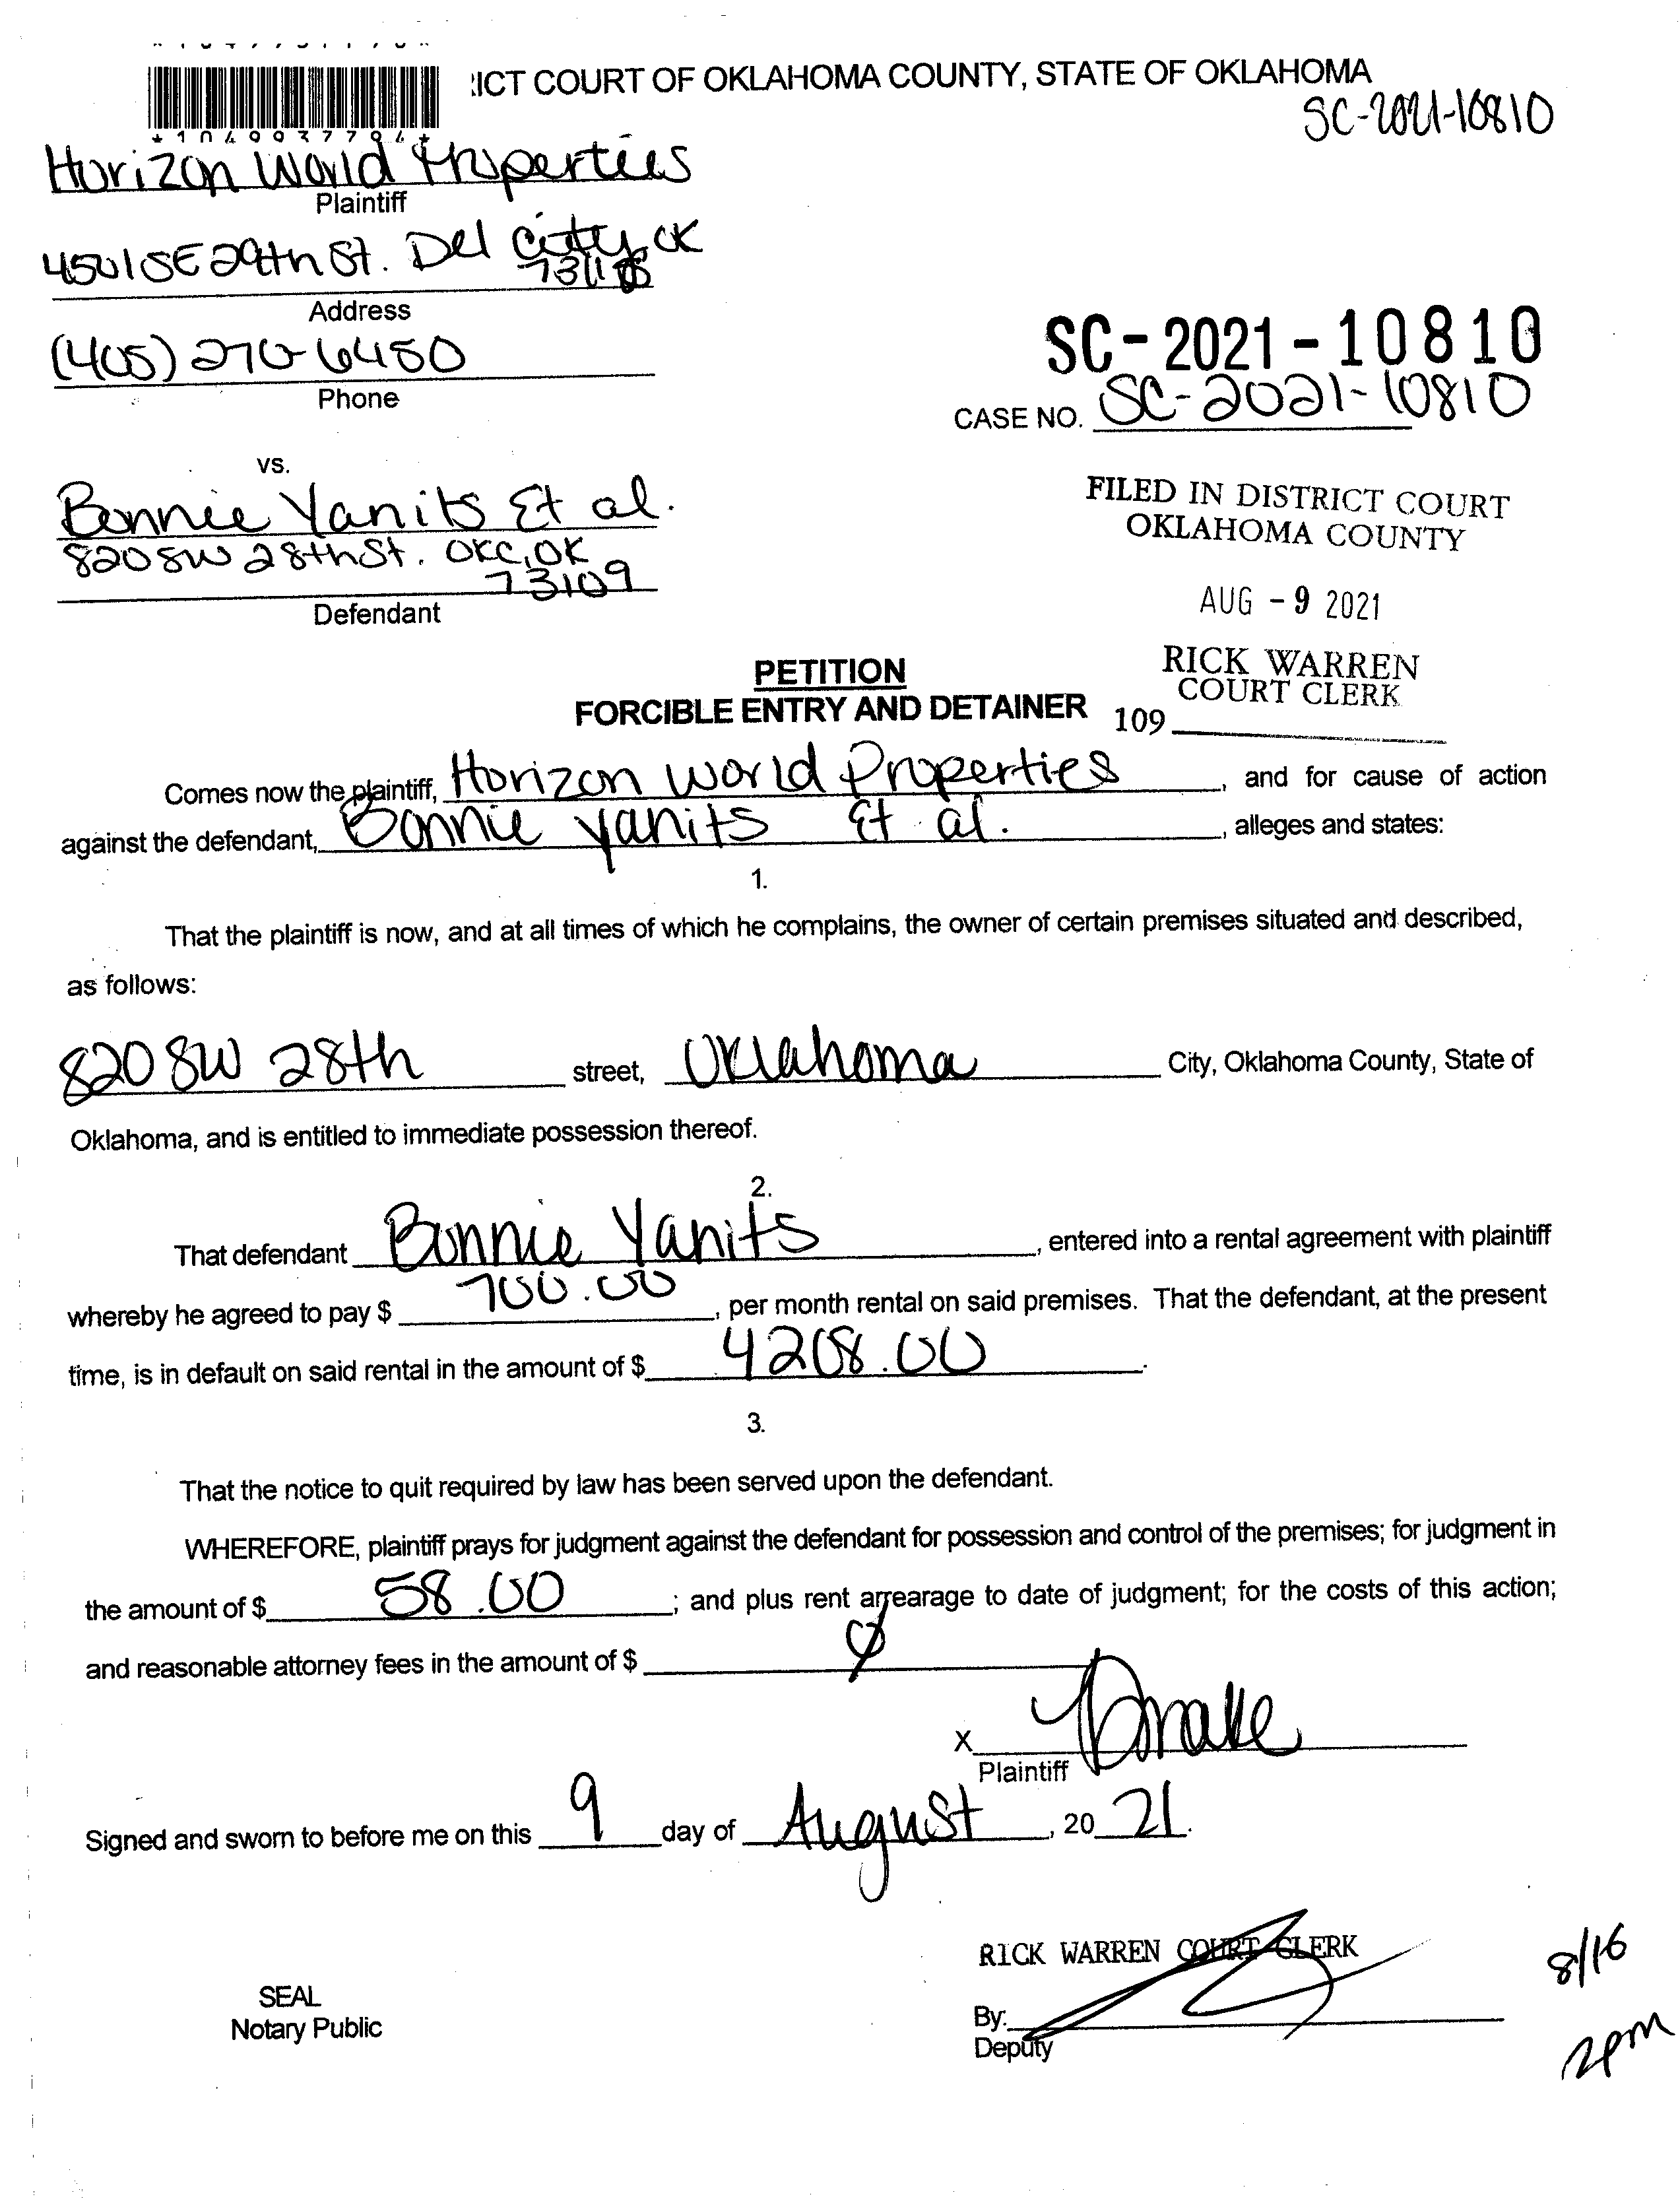 ICT COURT OF OKLAHOMA COUNTY, STATE OF OKLAHOMA
SC-2021-10810
Horizon World Properties
Plaintiff
4501 SE 29th St. Del City, OK
Address
Phone
SC-2021-10810
CASE NO. SC-2021-10810
vs.
Bonnie Yanits Et al.
820 SW 28th St. OKC, OK
73109
Defendant
FILED IN DISTRICT COURT
OKLAHOMA COUNTY
AUG - 9 2021
RICK WARREN
COURT CLERK
109
PETITION
FORCIBLE ENTRY AND DETAINER
Comes now the plaintiff, Horizon World Properties, and for cause of action
against the defendant, Bonnie Yanits Et al., alleges and states:
1.
That the plaintiff is now, and at all times of which he complains, the owner of certain premises situated and described,
as follows:
820 SW 28th street, Oklahoma City, Oklahoma County, State of
Oklahoma, and is entitled to immediate possession thereof.
2.
That defendant Bonnie Yanits, entered into a rental agreement with plaintiff
whereby he agreed to pay $ 700.00, per month rental on said premises. That the defendant, at the present
time, is in default on said rental in the amount of $ 4208.00.
3.
That the notice to quit required by law has been served upon the defendant.
WHEREFORE, plaintiff prays for judgment against the defendant for possession and control of the premises; for judgment in
the amount of $ 58.00; and plus rent arrearage to date of judgment; for the costs of this action;
and reasonable attorney fees in the amount of $ Ø
X Drake
Plaintiff
Signed and sworn to before me on this 9 day of August, 20 21.
RICK WARREN COURT CLERK
By:
Deputy
SEAL
Notary Public
8/16
2pm